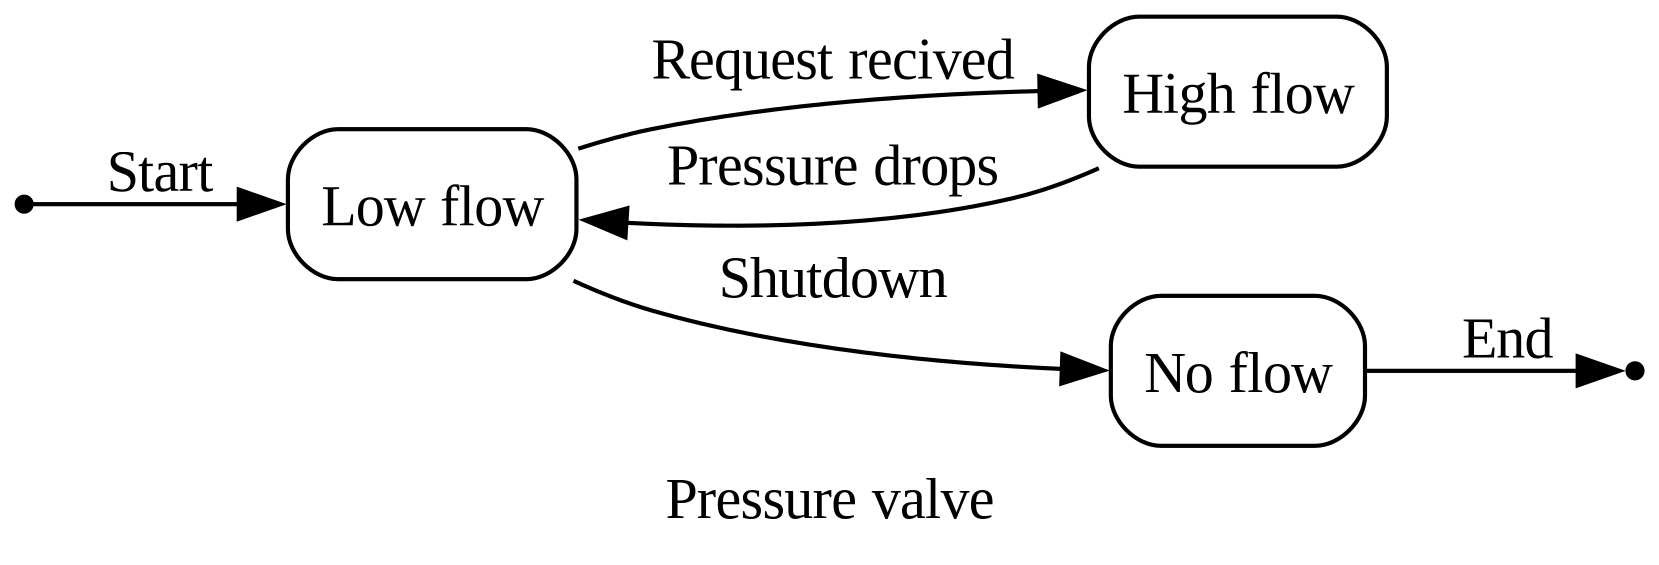 Start
Low flow
Request recived
High flow
Pressure drops
Shutdown
No flow
End
Pressure valve